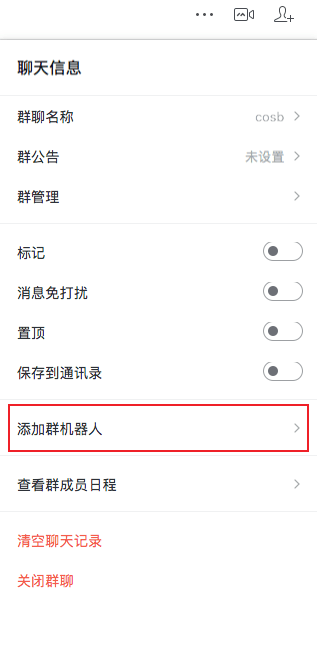 聊天信息
群聊名称 cosb
群公告 未设置
群管理
标记
消息免打扰
置顶
保存到通讯录
添加群机器人
查看群成员日程
清空聊天记录
关闭群聊